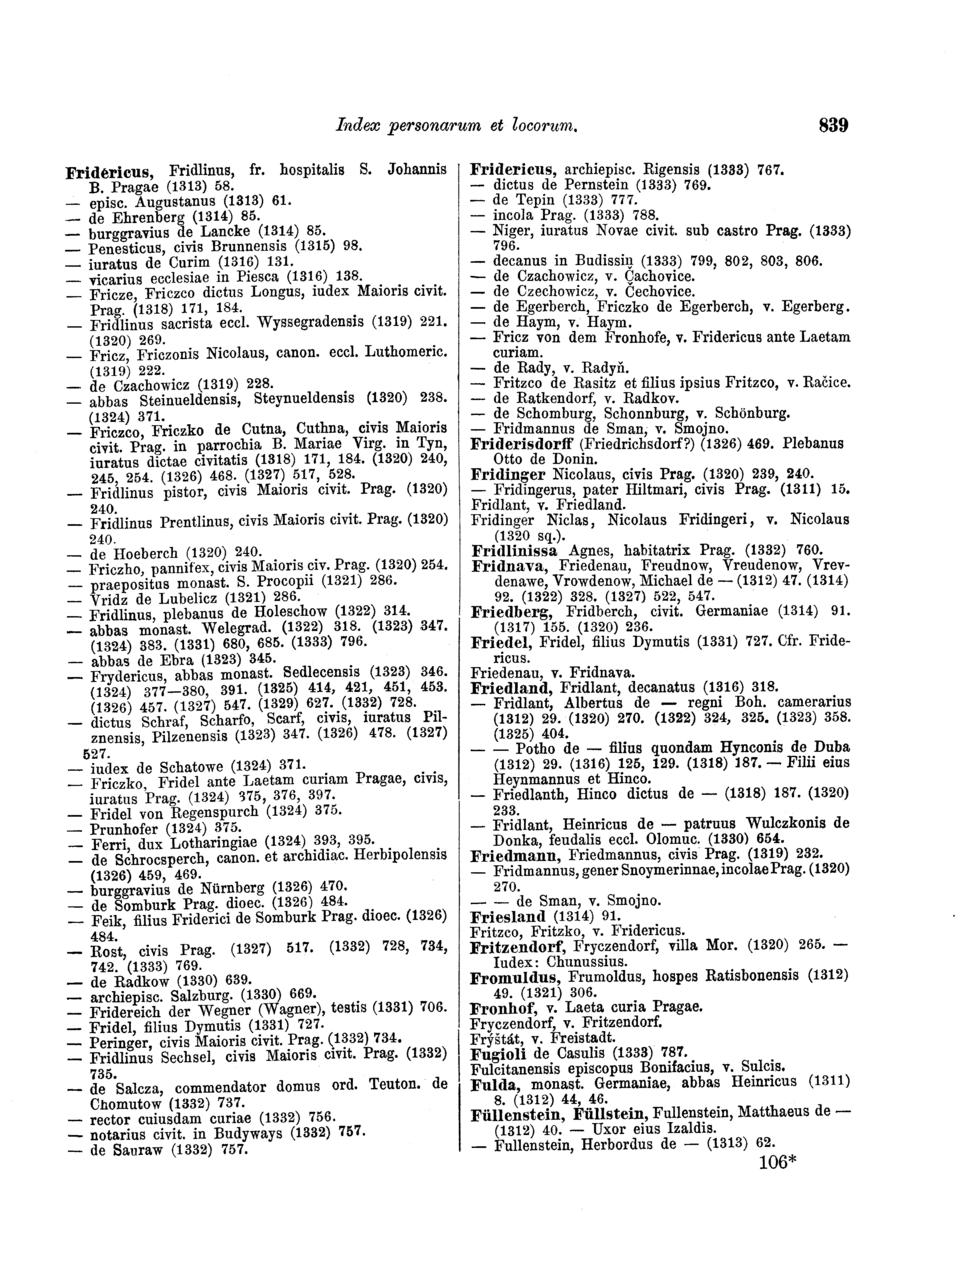 Index personarum et locorum. 839
Fridericus, Fridlinus, fr. hospitalis S. Johannis
B. Pragae (1313) 58.
— episc. Augustanus (1313) 61.
— de Ehrenberg (1314) 85.
— burggravius de Lancke (1314) 85.
— Penesticus, civis Brunnensis (1315) 98.
— iuratus de Curim (1316) 131.
— vicarius ecclesiae in Piesca (1316) 138.
— Fricze, Friczco dictus Longus, iudex Maioris civit.
Prag. (1318) 171, 184.
— Fridlinus sacrista eccl. Wyssegradensis (1319) 221.
(1320) 269.
— Fricz, Friczonis Nicolaus, canon. eccl. Luthomeric.
(1319) 222.
— de Czachowicz (1319) 228.
— abbas Steinueldensis, Steynueldensis (1320) 238.
(1324) 371.
— Friczco, Friczko de Cutna, Cuthna, civis Maioris
civit. Prag. in parrochia B. Mariae Virg. in Tyn,
iuratus dictae civitatis (1318) 171, 184. (1320) 240,
245, 254. (1326) 468. (1327) 517, 528.
— Fridlinus pistor, civis Maioris civit. Prag. (1320)
240.
— Fridlinus Prentlinus, civis Maioris civit. Prag. (1320)
240.
— de Hoeberch (1320) 240.
— Friczho, pannifex, civis Maioris civ. Prag. (1320) 254.
— praepositus monast. S. Procopii (1321) 286.
— Vridz de Lubelicz (1321) 286.
— Fridlinus, plebanus de Holeschow (1322) 314.
— abbas monast. Welegrad. (1322) 318. (1323) 347.
(1324) 383. (1331) 680, 685. (1333) 796.
— abbas de Ebra (1323) 345.
— Frydericus, abbas monast. Sedlecensis (1323) 346.
(1324) 377—380, 391. (1325) 414, 421, 451, 453.
(1326) 457. (1327) 547. (1329) 627. (1332) 728.
— dictus Schraf, Scharfo, Scarf, civis, iuratus Pil-
znensis, Pilzenensis (1323) 347. (1326) 478. (1327)
527.
— iudex de Schatowe (1324) 371.
— Friczko, Fridel ante Laetam curiam Pragae, civis,
iuratus Prag. (1324) 375, 376, 397.
— Fridel von Regenspurch (1324) 375.
— Prunhofer (1324) 375.
— Ferri, dux Lotharingiae (1324) 393, 395.
— de Schrocsperch, canon. et archidiac. Herbipolensis
(1326) 459, 469.
— burggravius de Nürnberg (1326) 470.
— de Somburk Prag. dioec. (1326) 484.
— Feik, filius Friderici de Somburk Prag. dioec. (1326)
484.
— Rost, civis Prag. (1327) 517. (1332) 728, 734,
742. (1333) 769.
— de Radkow (1330) 639.
— archiepisc. Salzburg. (1330) 669.
— Fridereich der Wegner (Wagner), testis (1331) 706.
— Fridel, filius Dymutis (1331) 727.
— Peringer, civis Maioris civit. Prag. (1332) 734.
— Fridlinus Sechsel, civis Maioris civit. Prag. (1332)
735.
— de Salcza, commendator domus ord. Teuton. de
Chomutow (1332) 737.
— rector cuiusdam curiae (1332) 756.
— notarius civit. in Budyways (1332) 757.
— de Sauraw (1332) 757.
Fridericus, archiepisc. Rigensis (1333) 767.
— dictus de Pernstein (1333) 769.
— de Tepin (1333) 777.
— incola Prag. (1333) 788.
— Niger, iuratus Novae civit. sub castro Prag. (1333)
796.
— decanus in Budissin (1333) 799, 802, 803, 806.
— de Czachowicz, v. Čachovice.
— de Czechowicz, v. Čechovice.
— de Egerberch, Friczko de Egerberch, v. Egerberg.
— de Haym, v. Haym.
— Fricz von dem Fronhofe, v. Fridericus ante Laetam
curiam.
— de Rady, v. Radyň.
— Fritzco de Rasitz et filius ipsius Fritzco, v. Račice.
— de Ratkendorf, v. Radkov.
— de Schomburg, Schonnburg, v. Schönburg.
— Fridmannus de Sman, v. Smojno.
Friderisdorff (Friedrichsdorf?) (1326) 469. Plebanus
Otto de Donin.
Fridinger Nicolaus, civis Prag. (1320) 239, 240.
— Fridingerus, pater Hiltmari, civis Prag. (1311) 15.
Fridlant, v. Friedland.
Fridinger Niclas, Nicolaus Fridingeri, v. Nicolaus
(1320 sq.).
Fridlinissa Agnes, habitatrix Prag. (1332) 760.
Fridnava, Friedenau, Freudnow, Vreudenow, Vrev-
denawe, Vrowdenow, Michael de — (1312) 47. (1314)
92. (1322) 328. (1327) 522, 547.
Friedberg, Fridberch, civit. Germaniae (1314) 91.
(1317) 155. (1320) 236.
Friedel, Fridel, filius Dymutis (1331) 727. Cfr. Fride-
ricus.
Friedenau, v. Fridnava.
Friedland, Fridlant, decanatus (1316) 318.
— Fridlant, Albertus de — regni Boh. camerarius
(1312) 29. (1320) 270. (1322) 324, 325. (1323) 358.
(1325) 404.
— — Potho de — filius quondam Hynconis de Duba
(1312) 29. (1316) 125, 129. (1318) 187. — Filii eius
Heynmannus et Hinco.
— Friedlanth, Hinco dictus de — (1318) 187. (1320)
233.
— Fridlant, Heinricus de — patruus Wulczkonis de
Donka, feudalis eccl. Olomuc. (1330) 654.
Friedmann, Friedmannus, civis Prag. (1319) 232.
— Fridmannus, gener Snoymerinnae, incolae Prag. (1320)
270.
— — de Sman, v. Smojno.
Friesland (1314) 91.
Fritzco, Fritzko, v. Fridericus.
Fritzendorf, Fryczendorf, villa Mor. (1320) 265. —
Iudex: Chunussius.
Fromuldus, Frumoldus, hospes Ratisbonensis (1312)
49. (1321) 306.
Fronhof, v. Laeta curia Pragae.
Fryczendorf, v. Fritzendorf.
Frýštát, v. Freistadt.
Fugioli de Casulis (1333) 787.
Fulcitanensis episcopus Bonifacius, v. Sulcis.
Fulda, monast. Germaniae, abbas Heinricus (1311)
8. (1312) 44, 46.
Füllenstein, Füllstein, Fullenstein, Matthaeus de —
(1312) 40. — Uxor eius Izaldis.
— Fullenstein, Herbordus de — (1313) 62.
106*